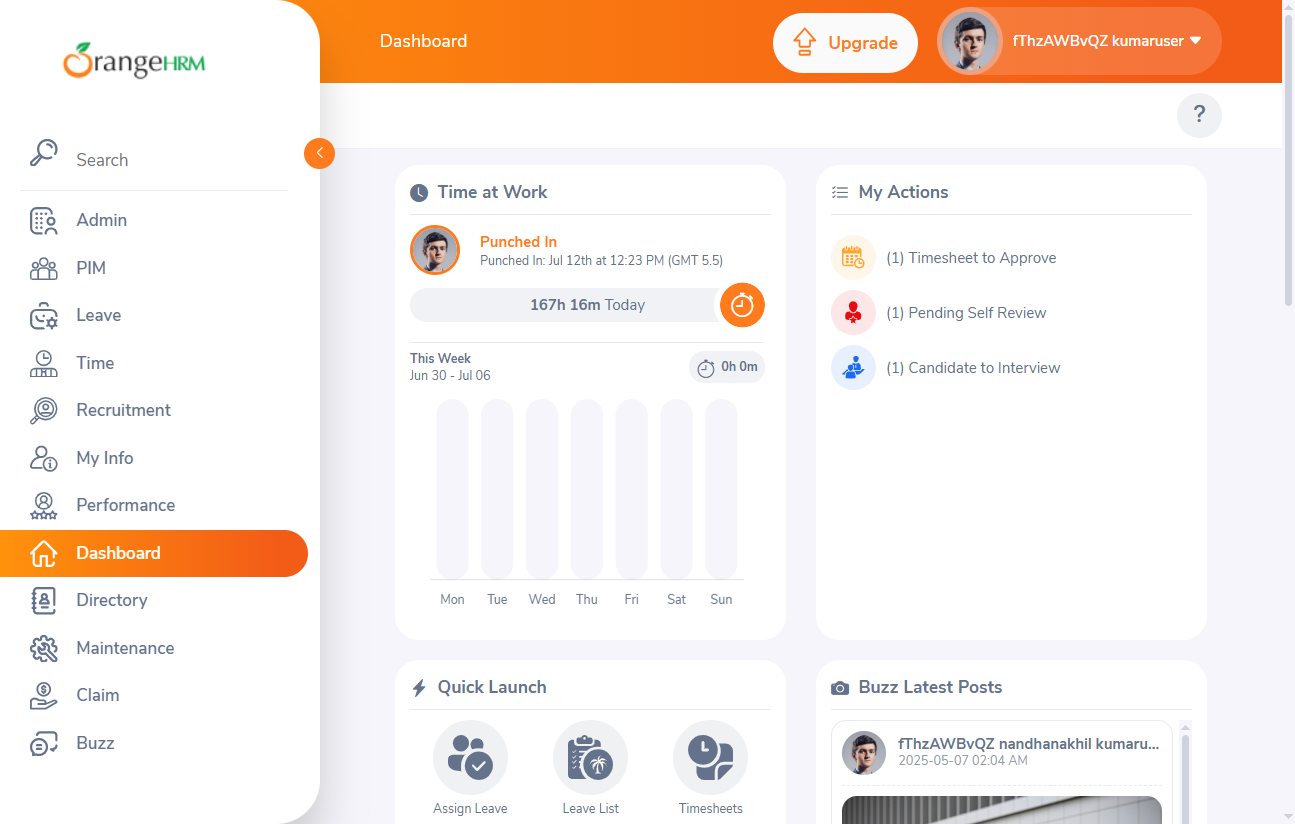 OrangeHRM
Dashboard
Upgrade
fThzAWBvQZ kumaruser
?
Search
Admin
PIM
Leave
Time
Recruitment
My Info
Performance
Dashboard
Directory
Maintenance
Claim
Buzz
Time at Work
Punched In
Punched In: Jul 12th at 12:23 PM (GMT 5.5)
167h 16m Today
This Week
Jun 30 - Jul 06
0h 0m
Mon Tue Wed Thu Fri Sat Sun
My Actions
(1) Timesheet to Approve
(1) Pending Self Review
(1) Candidate to Interview
Quick Launch
Assign Leave
Leave List
Timesheets
Buzz Latest Posts
fThzAWBvQZ nandhanakhil kumaru...
2025-05-07 02:04 AM